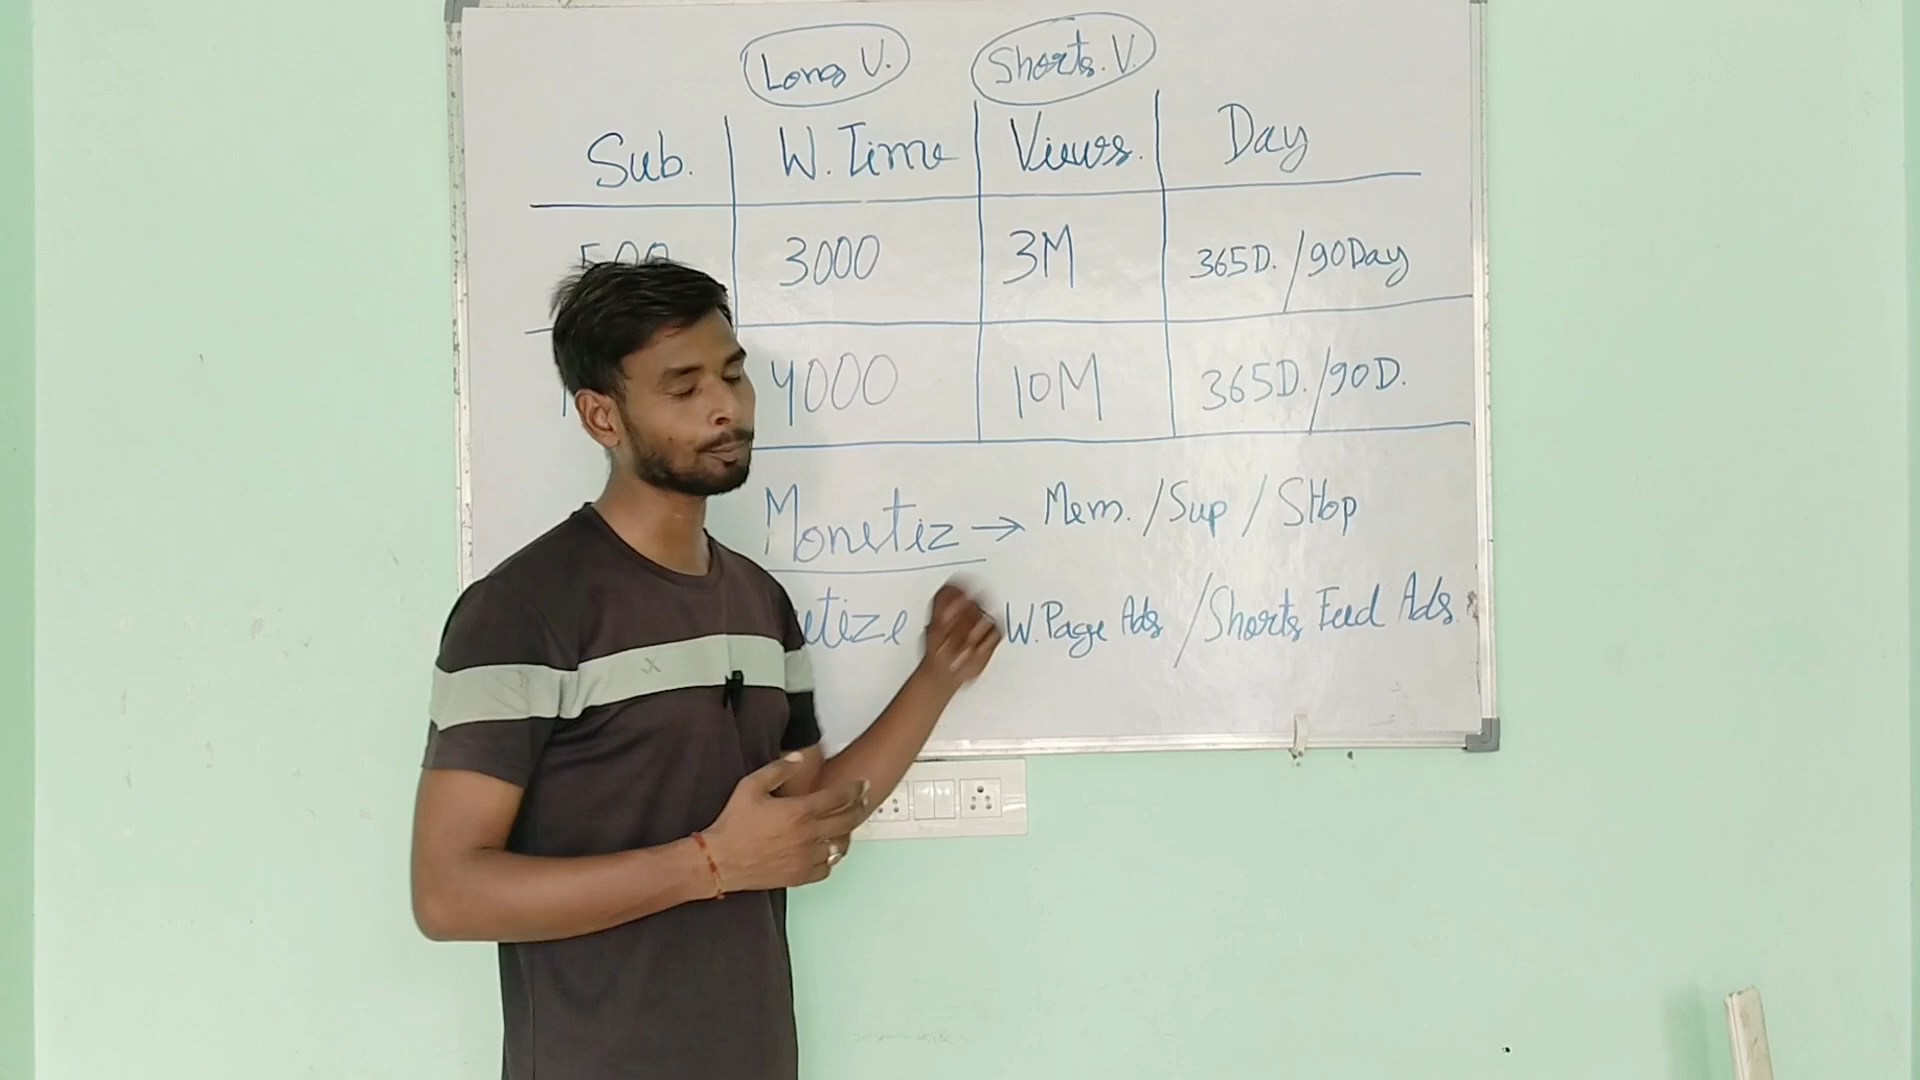 Long V. Shorts. V.
Sub. W. Time Views. Day
500 3000 3M 365D. / 90Day
4000 10M 365D. / 90D.
Monetiz → Mem. / Sup / SHop
W. Page Ads / Shorts Feed Ads.